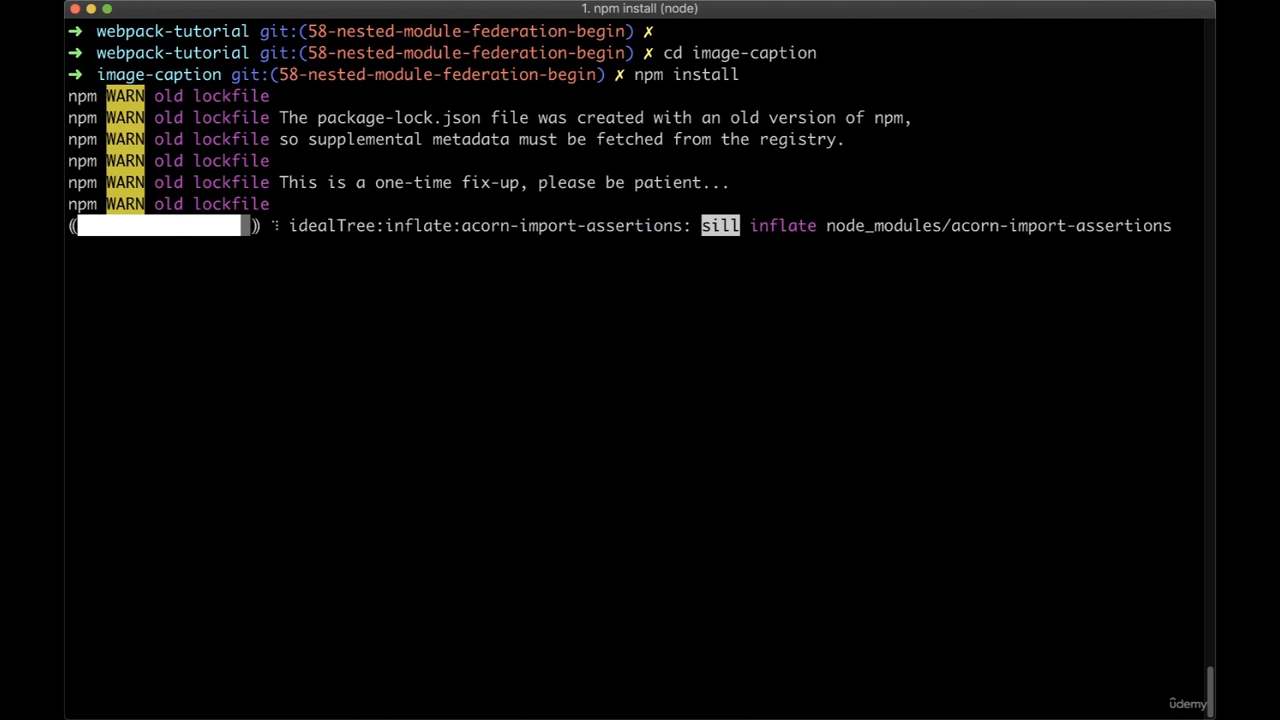 1. npm install (node)
➜ webpack-tutorial git:(58-nested-module-federation-begin) ✗
➜ webpack-tutorial git:(58-nested-module-federation-begin) ✗ cd image-caption
➜ image-caption git:(58-nested-module-federation-begin) ✗ npm install
npm WARN old lockfile
npm WARN old lockfile The package-lock.json file was created with an old version of npm,
npm WARN old lockfile so supplemental metadata must be fetched from the registry.
npm WARN old lockfile
npm WARN old lockfile This is a one-time fix-up, please be patient...
npm WARN old lockfile
(                 ) ⠹ idealTree:inflate:acorn-import-assertions: sill inflate node_modules/acorn-import-assertions
ûdemy